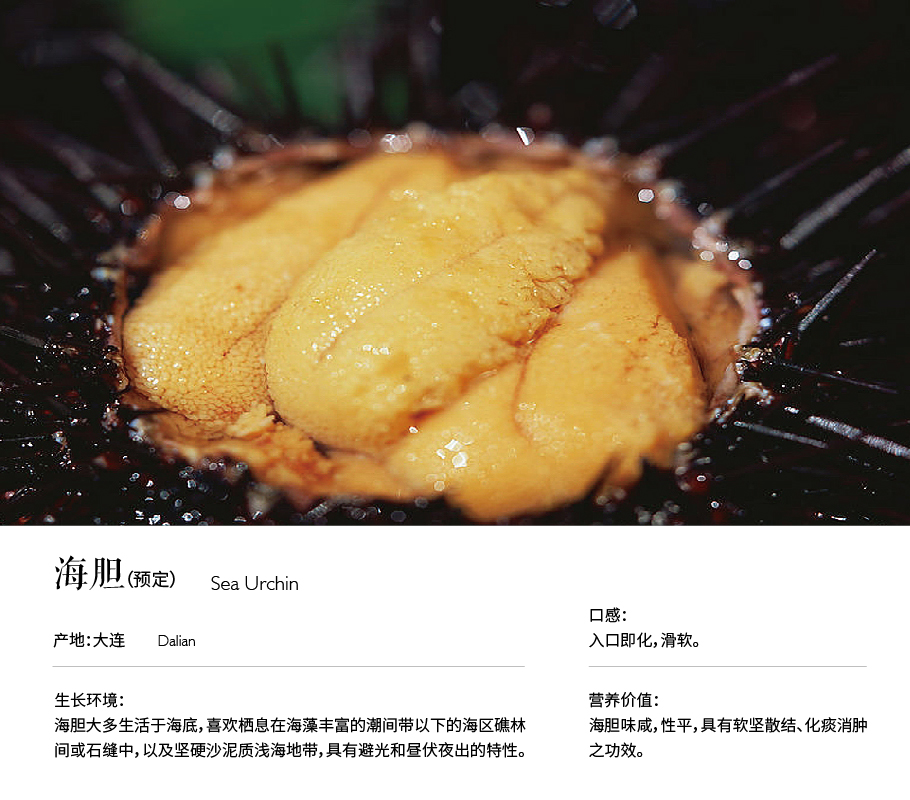 海胆(预定) Sea Urchin
产地:大连 Dalian
生长环境:
海胆大多生活于海底,喜欢栖息在海藻丰富的潮间带以下的海区礁林
间或石缝中,以及坚硬沙泥质浅海地带,具有避光和昼伏夜出的特性。
口感:
入口即化,滑软。
营养价值:
海胆味咸,性平,具有软坚散结、化痰消肿
之功效。